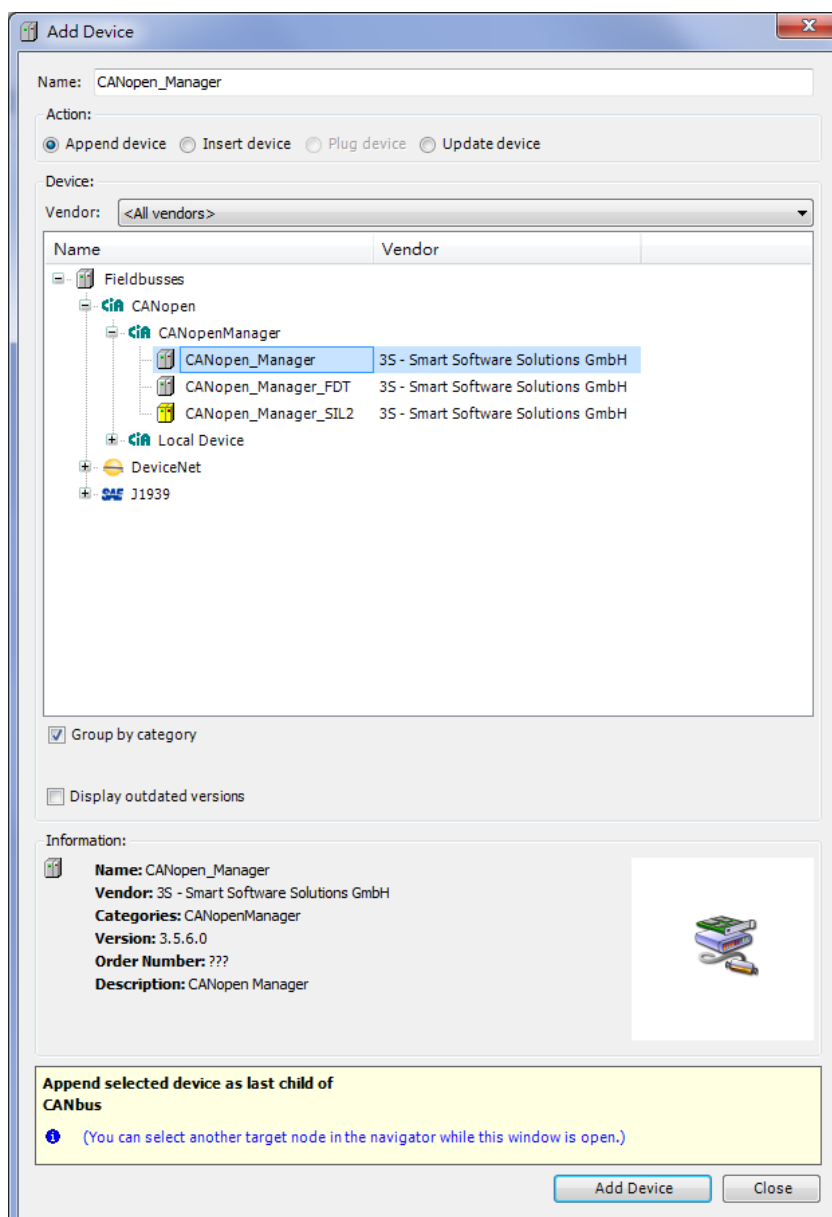 Add Device
Name: CANopen_Manager
Action:
Append device Insert device Plug device Update device
Device:
Vendor: <All vendors>
Name Vendor
Fieldbusses
CiA CANopen
CiA CANopenManager
CANopen_Manager 3S - Smart Software Solutions GmbH
CANopen_Manager_FDT 3S - Smart Software Solutions GmbH
CANopen_Manager_SIL2 3S - Smart Software Solutions GmbH
CiA Local Device
DeviceNet
SAE J1939
Group by category
Display outdated versions
Information:
Name: CANopen_Manager
Vendor: 3S - Smart Software Solutions GmbH
Categories: CANopenManager
Version: 3.5.6.0
Order Number: ???
Description: CANopen Manager
Append selected device as last child of
CANbus
(You can select another target node in the navigator while this window is open.)
Add Device Close